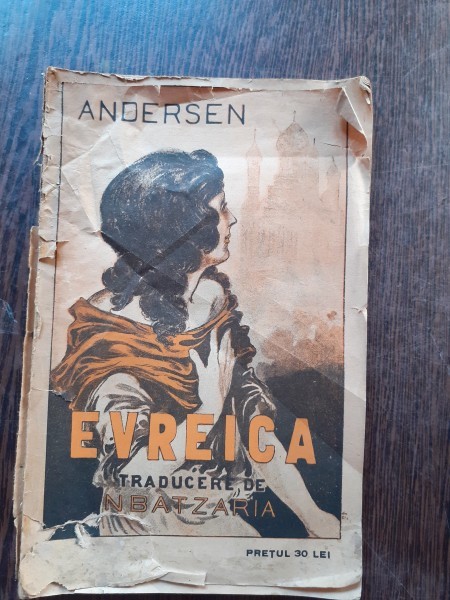 ANDERSEN
EVREICA
TRADUCERE DE
N BATZARIA
PREȚUL 30 LEI